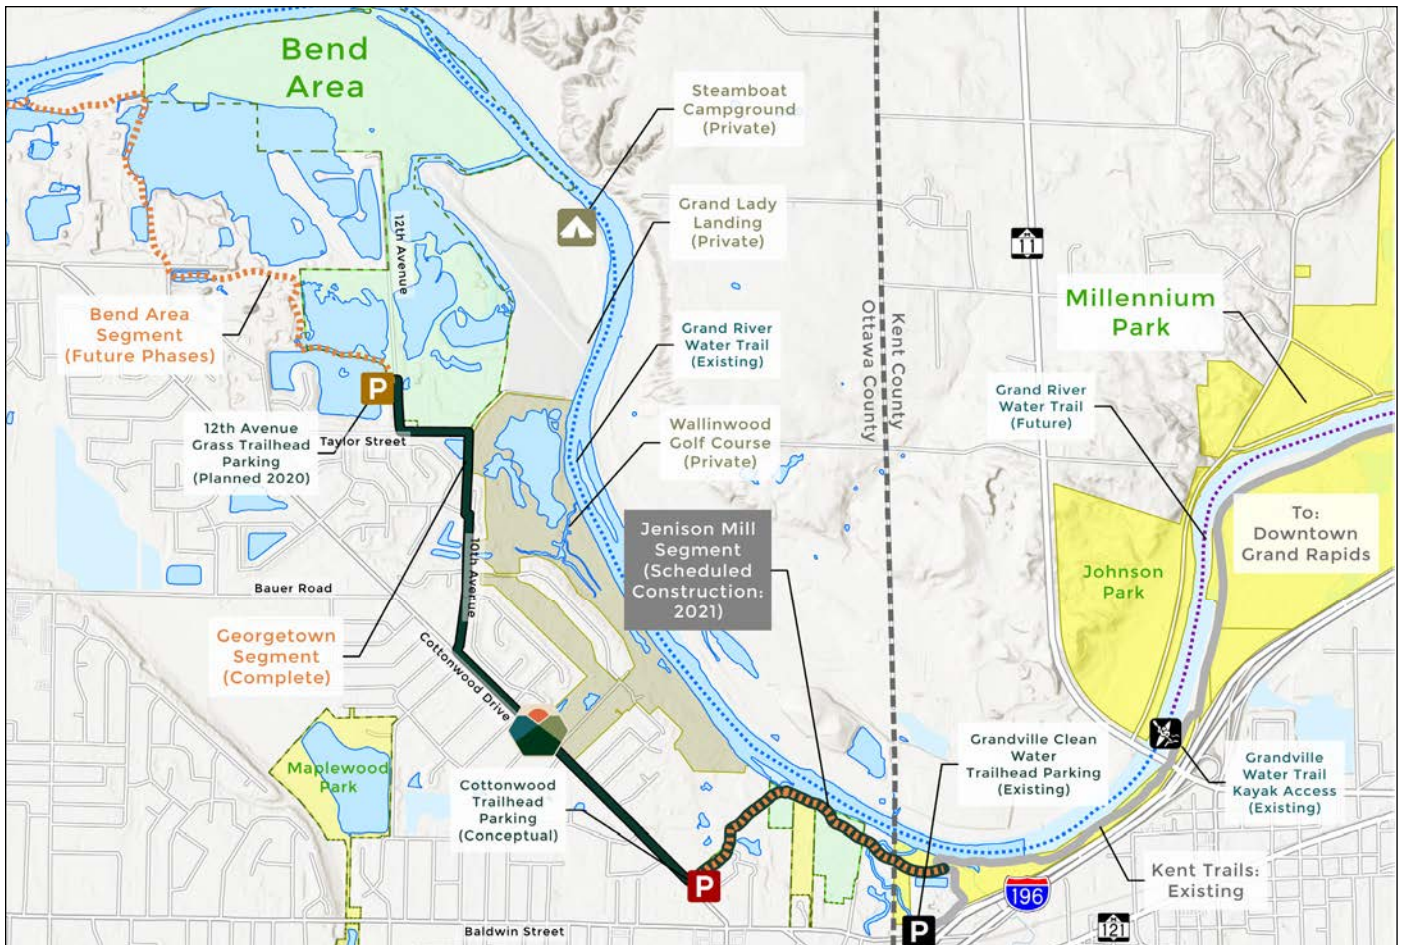 Bend
Area
Steamboat
Campground
(Private)
Grand Lady
Landing
(Private)
12th Avenue
M
11
Bend Area
Segment
(Future Phases)
Grand River
Water Trail
(Existing)
Kent County
Ottawa County
Millennium
Park
P
12th Avenue
Grass Trailhead
Parking
(Planned 2020)
Taylor Street
Wallinwood
Golf Course
(Private)
Grand River
Water Trail
(Future)
Jenison Mill
Segment
(Scheduled
Construction:
2021)
To:
Downtown
Grand Rapids
10th Avenue
Bauer Road
Johnson
Park
Georgetown
Segment
(Complete)
Cottonwood Drive
Maplewood
Park
Cottonwood
Trailhead
Parking
(Conceptual)
Grandville Clean
Water
Trailhead Parking
(Existing)
Grandville
Water Trail
Kayak Access
(Existing)
P
Kent Trails:
Existing
196
P
M
121
Baldwin Street